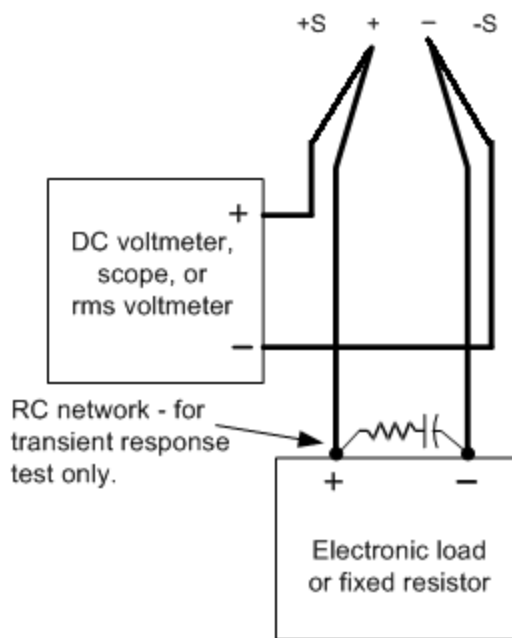 +S + − -S
+
DC voltmeter,
scope, or
rms voltmeter
−
RC network - for
transient response
test only.
+ −
Electronic load
or fixed resistor